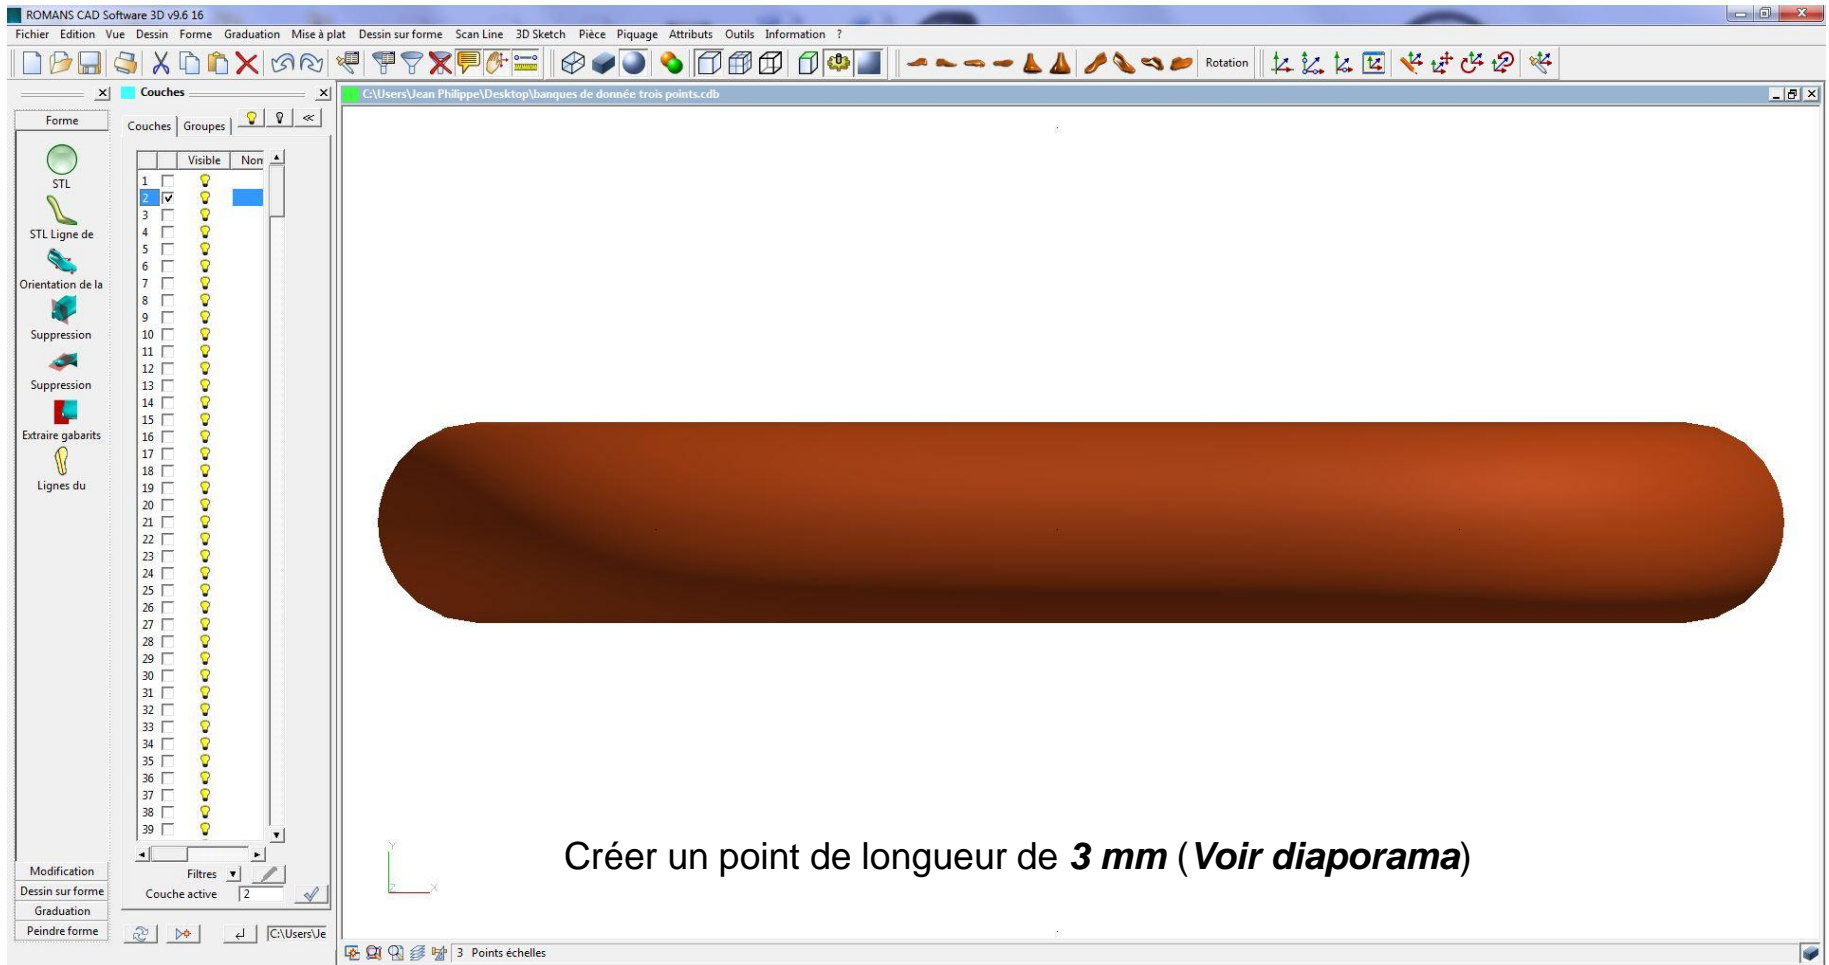 ROMANS CAD Software 3D v9.6 16
Fichier Edition Vue Dessin Forme Graduation Mise à plat Dessin sur forme Scan Line 3D Sketch Pièce Piquage Attributs Outils Information ?
Rotation
Couches
C:\Users\Jean Philippe\Desktop\banques de donnée trois points.cdb
Forme
Couches Groupes
Visible Nom
STL
STL Ligne de
Orientation de la
Suppression
Suppression
Extraire gabarits
Lignes du
1
2
3
4
5
6
7
8
9
10
11
12
13
14
15
16
17
18
19
20
21
22
23
24
25
26
27
28
29
30
31
32
33
34
35
36
37
38
39
Créer un point de longueur de 3 mm (Voir diaporama)
Y
Z X
Modification
Dessin sur forme
Graduation
Peindre forme
Filtres
Couche active 2
C:\Users\Je
3 Points échelles